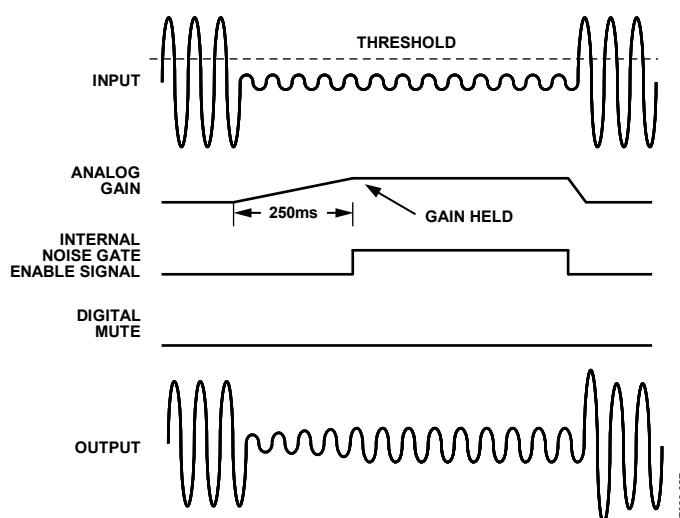 THRESHOLD
INPUT
ANALOG
GAIN
250ms
GAIN HELD
INTERNAL
NOISE GATE
ENABLE SIGNAL
DIGITAL
MUTE
OUTPUT